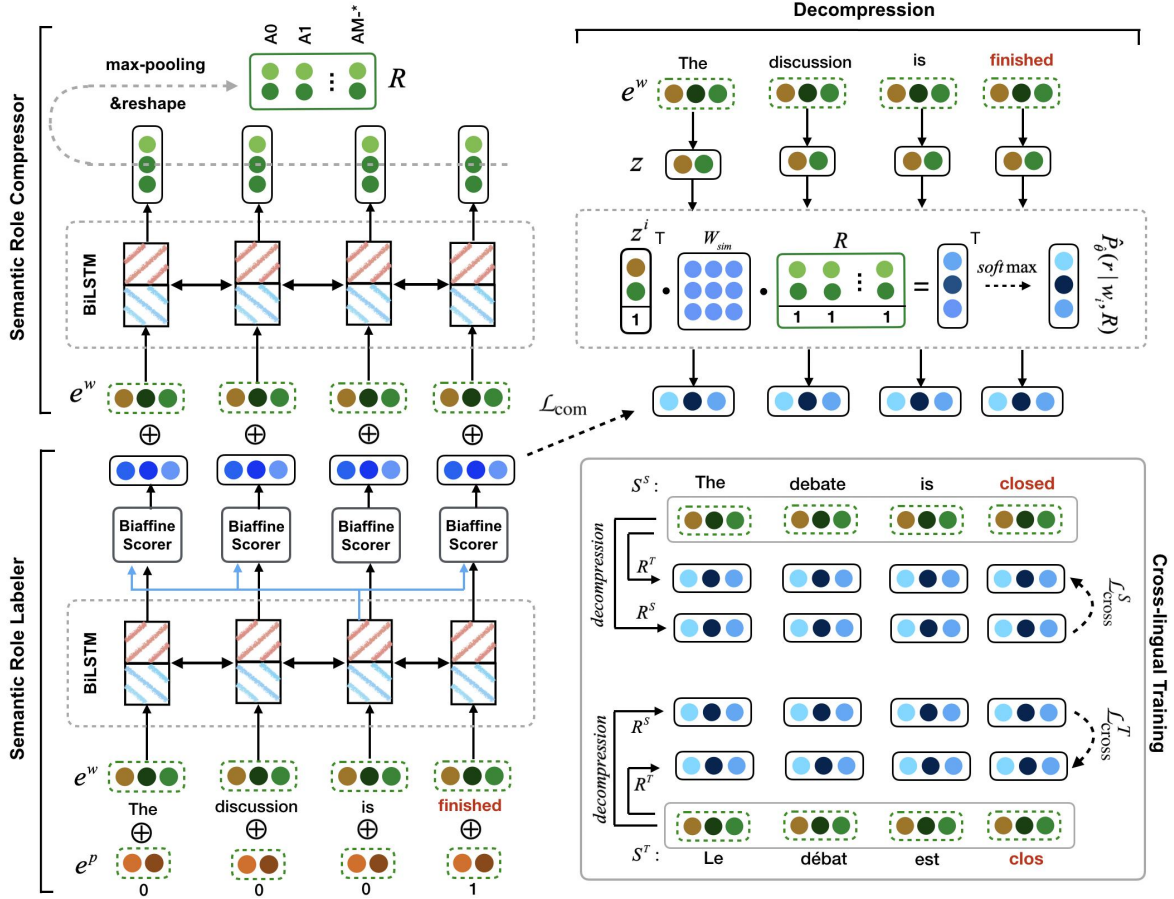 Semantic Role Compressor
A0 A1 AM-*
max-pooling
&reshape
R
BiLSTM
e^w
⊕ ⊕ ⊕ ⊕
Semantic Role Labeler
Biaffine Scorer
Biaffine Scorer
Biaffine Scorer
Biaffine Scorer
BiLSTM
e^w
The discussion is finished
⊕ ⊕ ⊕ ⊕
e^p
0 0 0 1
Decompression
The discussion is finished
e^w
z
z^i ⊤ W_sim R ⊤
• • = softmax
1 1 1 1
P̂_θ̂(r | w_i, R)
ℒ_com
Cross-lingual Training
S^S : The debate is closed
decompression
R^T
R^S
ℒ^S_cross
decompression
R^S
R^T
ℒ^T_cross
S^T : Le débat est clos